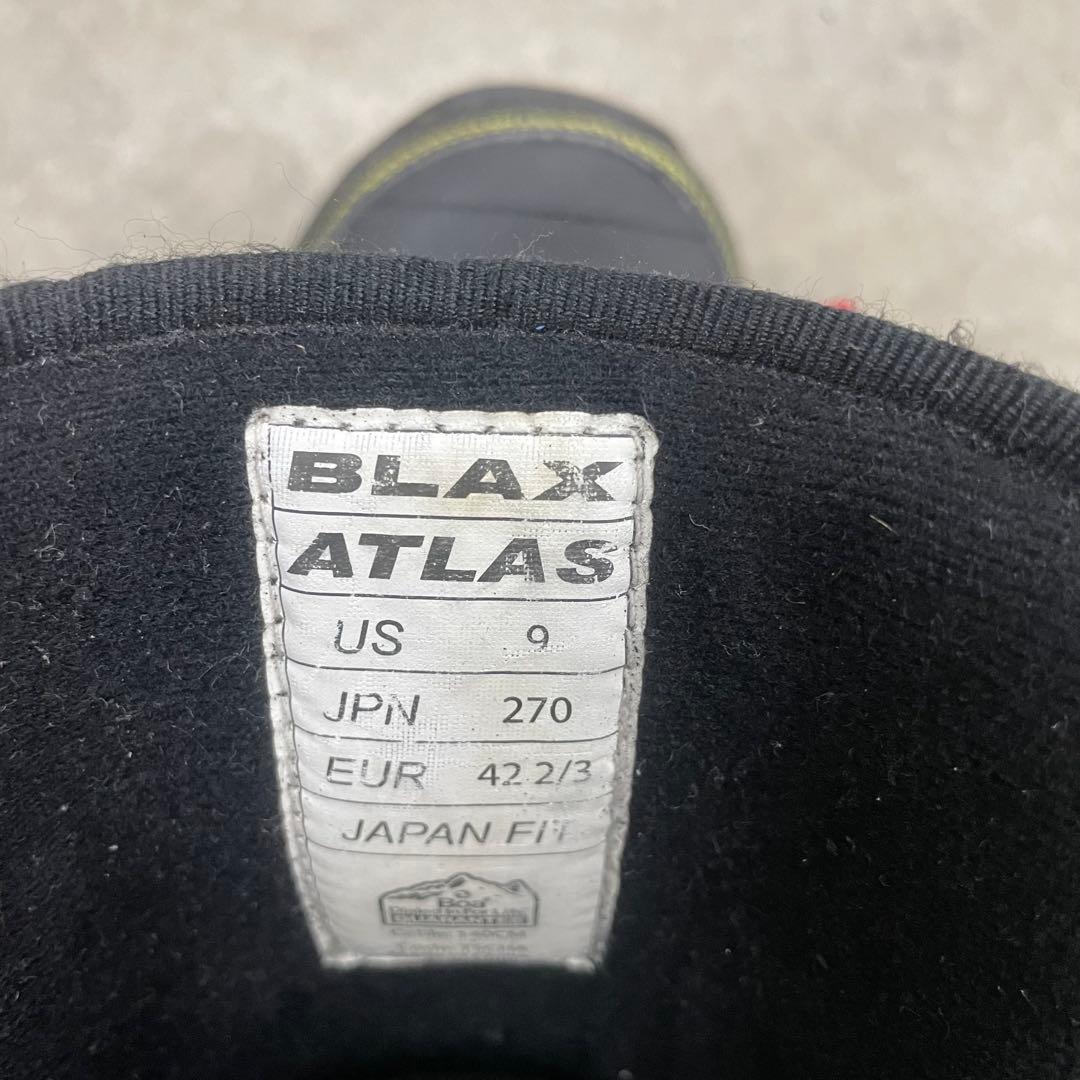 BLAX
ATLAS
US 9
JPN 270
EUR 42 2/3
JAPAN FIT
Boa